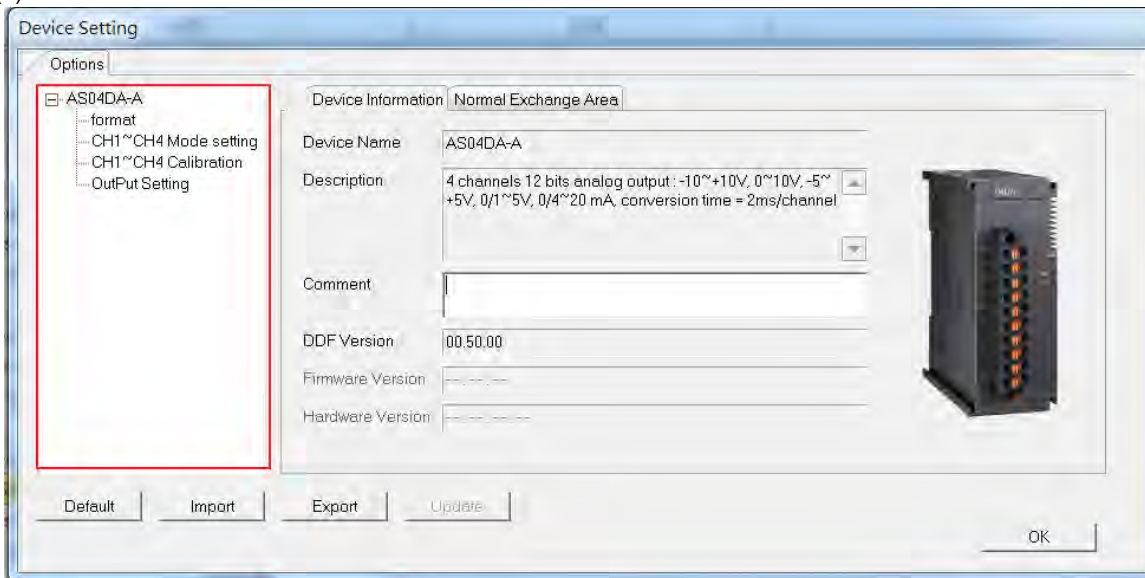 Device Setting
Options
AS04DA-A
format
CH1~CH4 Mode setting
CH1~CH4 Calibration
OutPut Setting
Device Information
Normal Exchange Area
Device Name
AS04DA-A
Description
4 channels 12 bits analog output : -10~+10V, 0~10V, -5~
+5V, 0/1~5V, 0/4~20 mA, conversion time = 2ms/channel
Comment
DDF Version
00.50.00
Firmware Version
--. --. --
Hardware Version
--. --. --. --
Default
Import
Export
Update
OK